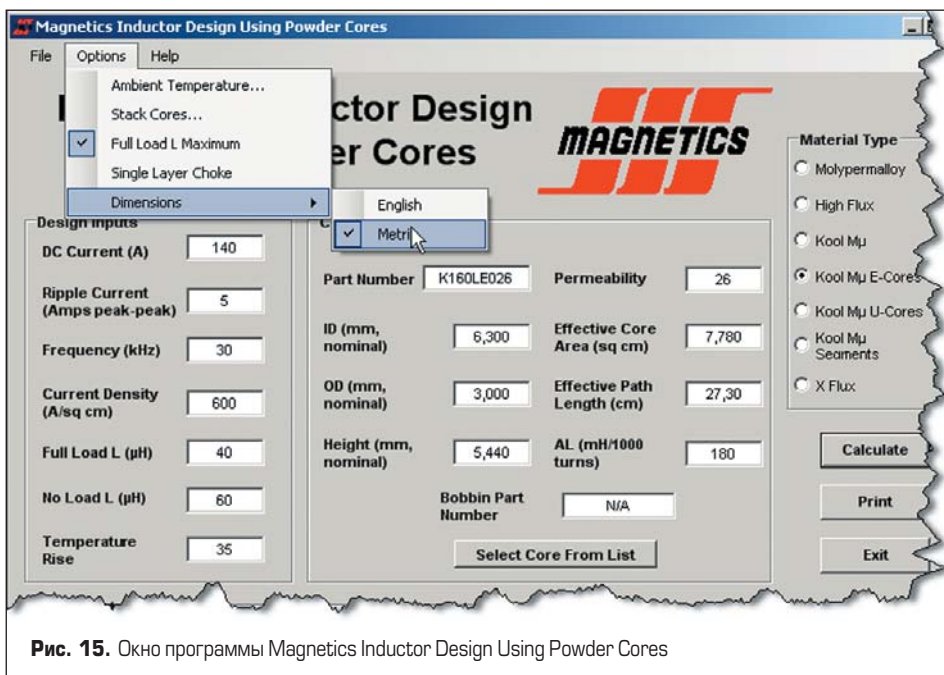 Magnetics Inductor Design Using Powder Cores
File Options Help
Ambient Temperature...
Stack Cores...
Full Load L Maximum
Single Layer Choke
Dimensions
English
Metri
ctor Design
er Cores
MAGNETICS
Material Type
Molypermalloy
High Flux
Kool Mµ
Kool Mµ E-Cores
Kool Mµ U-Cores
Kool Mµ
Segments
X Flux
Design Inputs
DC Current (A) 140
Ripple Current
(Amps peak-peak) 5
Frequency (kHz) 30
Current Density
(A/sq cm) 600
Full Load L (µH) 40
No Load L (µH) 60
Temperature
Rise 35
Part Number K160LE026
Permeability 26
ID (mm,
nominal) 6,300
Effective Core
Area (sq cm) 7,780
OD (mm,
nominal) 3,000
Effective Path
Length (cm) 27,30
Height (mm,
nominal) 5,440
AL (mH/1000
turns) 180
Bobbin Part
Number N/A
Select Core From List
Calculate
Print
Exit
Рис. 15. Окно программы Magnetics Inductor Design Using Powder Cores